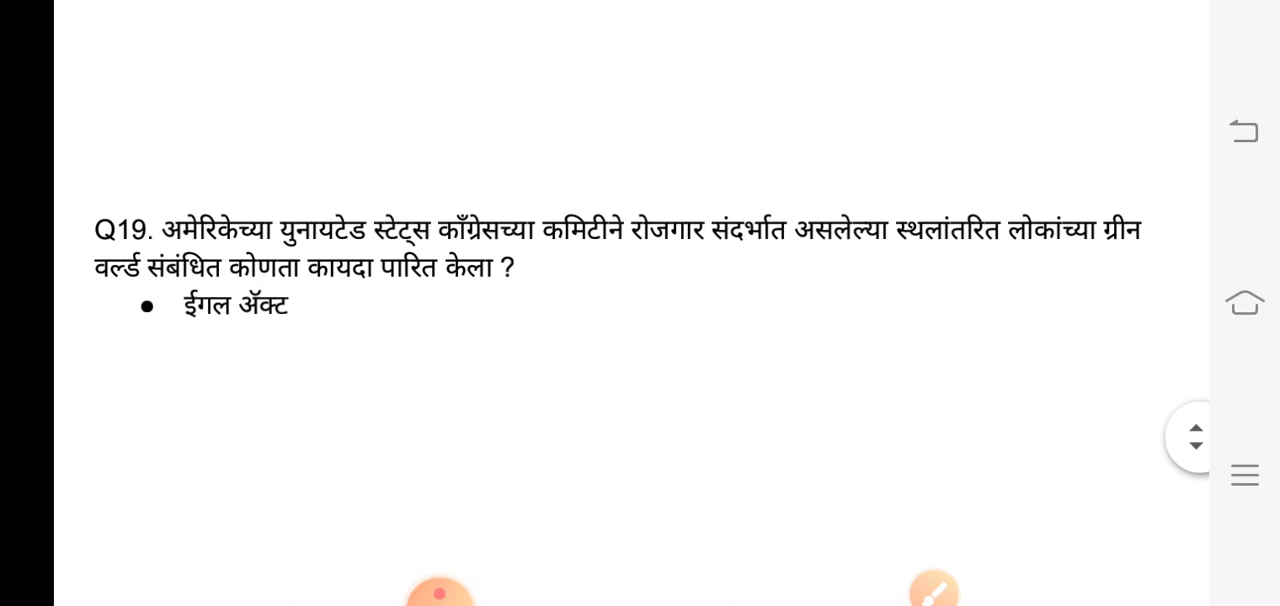 Q19. अमेरिकेच्या युनायटेड स्टेट्स काँग्रेसच्या कमिटीने रोजगार संदर्भात असलेल्या स्थलांतरित लोकांच्या ग्रीन
वर्ल्ड संबंधित कोणता कायदा पारित केला ?
● ईगल ॲक्ट